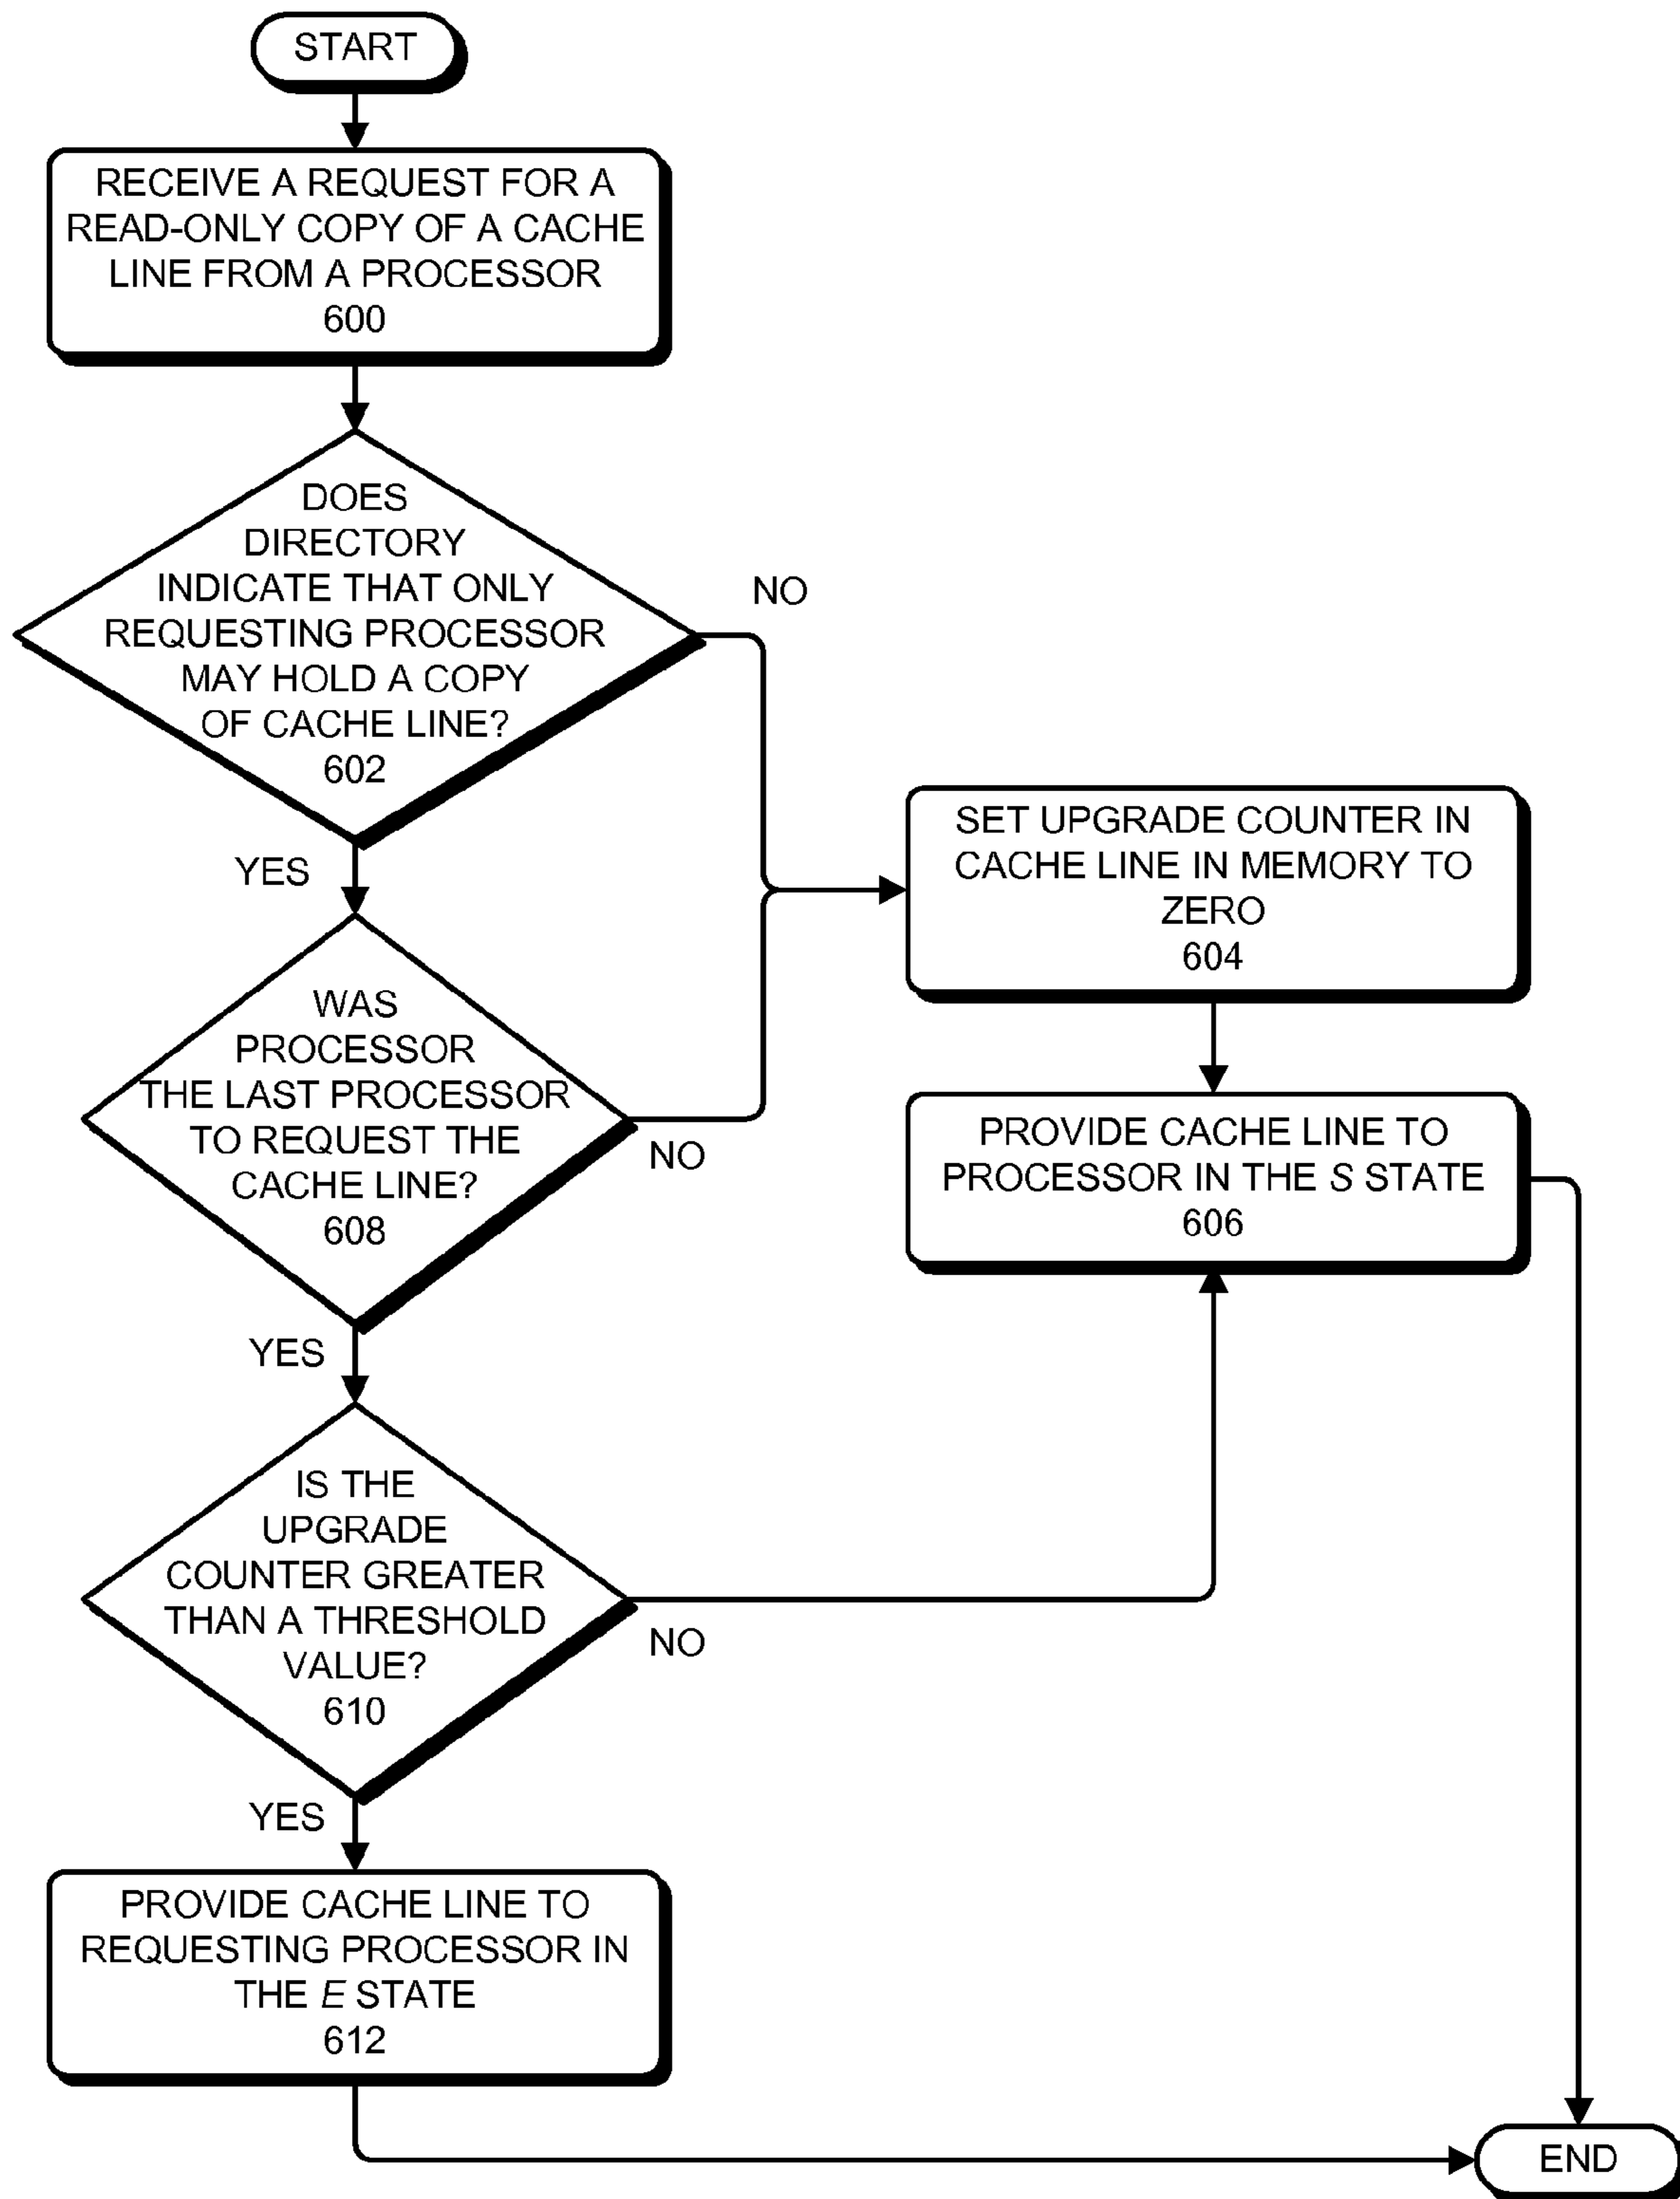 START
RECEIVE A REQUEST FOR A
READ-ONLY COPY OF A CACHE
LINE FROM A PROCESSOR
600
DOES
DIRECTORY
INDICATE THAT ONLY
REQUESTING PROCESSOR
MAY HOLD A COPY
OF CACHE LINE?
602
NO
YES
SET UPGRADE COUNTER IN
CACHE LINE IN MEMORY TO
ZERO
604
WAS
PROCESSOR
THE LAST PROCESSOR
TO REQUEST THE
CACHE LINE?
608
NO
YES
PROVIDE CACHE LINE TO
PROCESSOR IN THE S STATE
606
IS THE
UPGRADE
COUNTER GREATER
THAN A THRESHOLD
VALUE?
610
NO
YES
PROVIDE CACHE LINE TO
REQUESTING PROCESSOR IN
THE E STATE
612
END